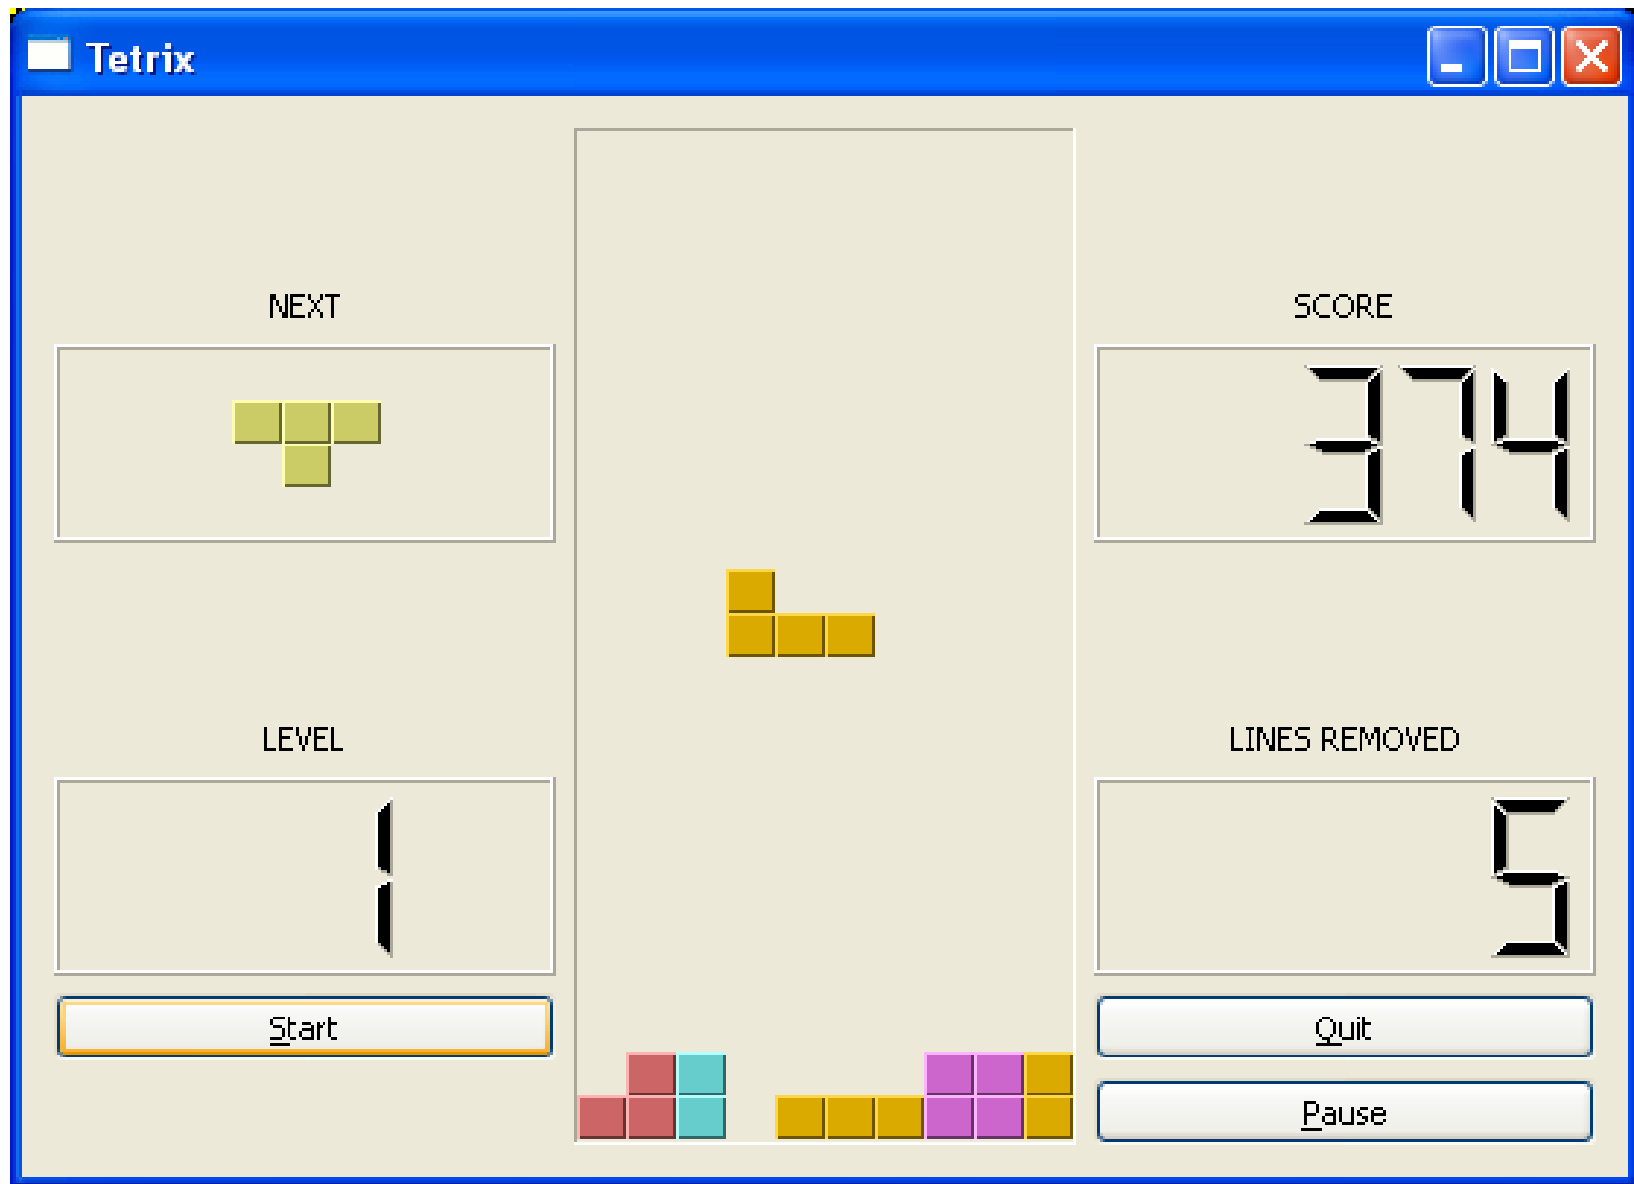 Tetrix
NEXT
SCORE
374
LEVEL
LINES REMOVED
1
5
Start
Quit
Pause